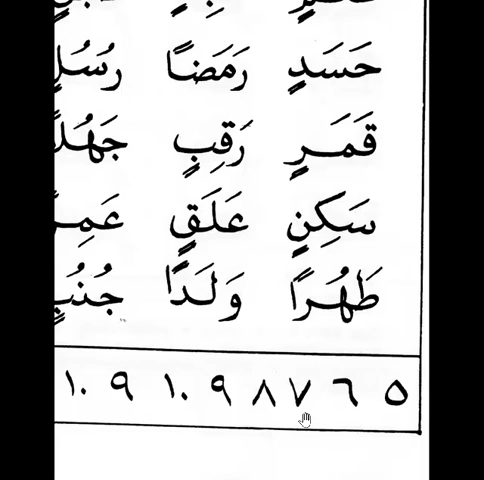 حَسَدٍ رَمَضًا رُسُلٍ
قَمَرٍ رَقِبٍ جَهُلًا
سَكِنٍ عَلَقٍ
طَهُرًا وَلَدًا جُنُبٍ
٥ ٦ ٧ ٨ ٩ ١٠ ٩ ١٠